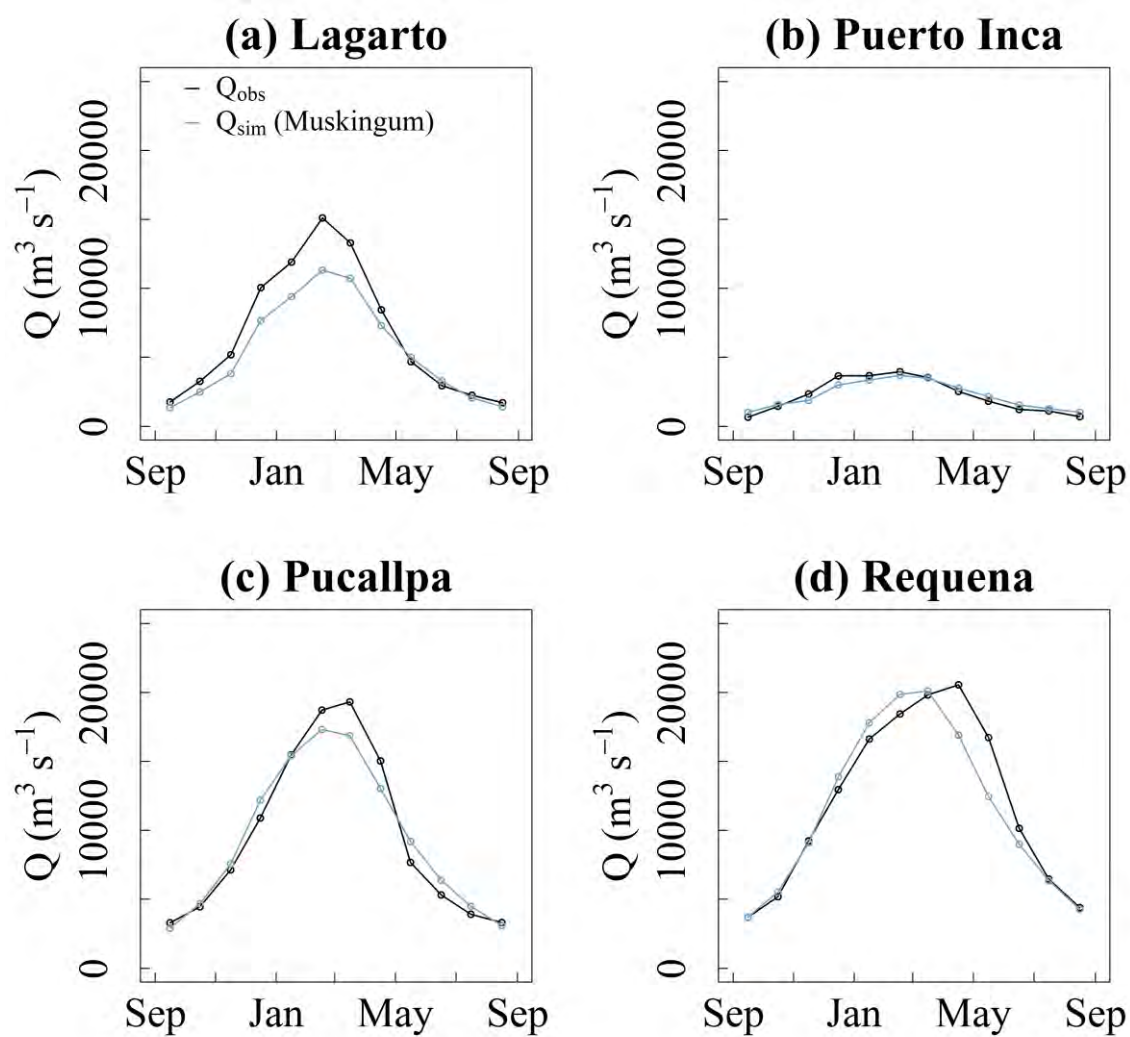 (a) Lagarto
Q (m³ s⁻¹)
20000
10000
0
Q_obs
Q_sim (Muskingum)
Sep Jan May Sep
(b) Puerto Inca
Q (m³ s⁻¹)
20000
10000
0
Sep Jan May Sep
(c) Pucallpa
Q (m³ s⁻¹)
20000
10000
0
Sep Jan May Sep
(d) Requena
Q (m³ s⁻¹)
20000
10000
0
Sep Jan May Sep